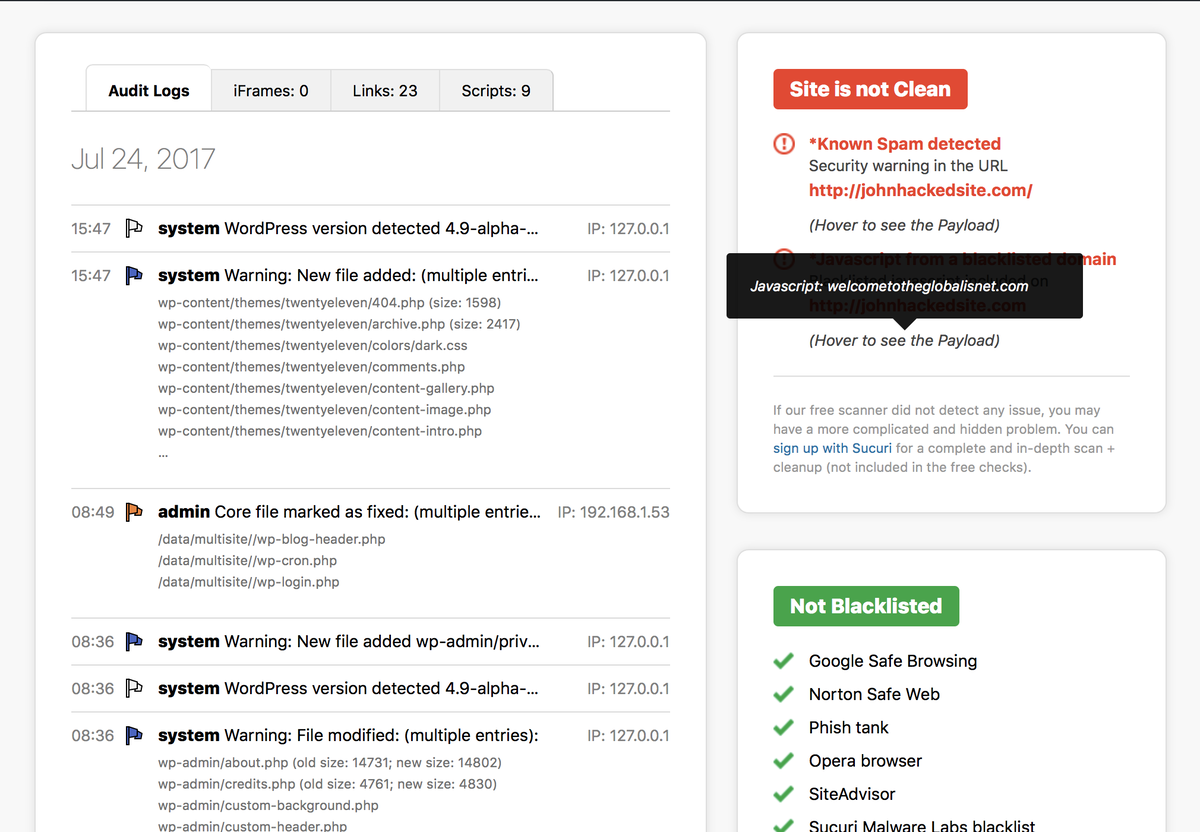 Audit Logs
iFrames: 0
Links: 23
Scripts: 9
Jul 24, 2017
15:47 system WordPress version detected 4.9-alpha-... IP: 127.0.0.1
15:47 system Warning: New file added: (multiple entri... IP: 127.0.0.1
wp-content/themes/twentyeleven/404.php (size: 1598)
wp-content/themes/twentyeleven/archive.php (size: 2417)
wp-content/themes/twentyeleven/colors/dark.css
wp-content/themes/twentyeleven/comments.php
wp-content/themes/twentyeleven/content-gallery.php
wp-content/themes/twentyeleven/content-image.php
wp-content/themes/twentyeleven/content-intro.php
...
08:49 admin Core file marked as fixed: (multiple entrie... IP: 192.168.1.53
/data/multisite//wp-blog-header.php
/data/multisite//wp-cron.php
/data/multisite//wp-login.php
08:36 system Warning: New file added wp-admin/priv... IP: 127.0.0.1
08:36 system WordPress version detected 4.9-alpha-... IP: 127.0.0.1
08:36 system Warning: File modified: (multiple entries): IP: 127.0.0.1
wp-admin/about.php (old size: 14731; new size: 14802)
wp-admin/credits.php (old size: 4761; new size: 4830)
wp-admin/custom-background.php
wp-admin/custom-header.php
Site is not Clean
*Known Spam detected
Security warning in the URL
http://johnhackedsite.com/
(Hover to see the Payload)
*Javascript from a blacklisted domain
Blacklisted javascript included on
Javascript: welcometotheglobalisnet.com
http://johnhackedsite.com
(Hover to see the Payload)
If our free scanner did not detect any issue, you may
have a more complicated and hidden problem. You can
sign up with Sucuri for a complete and in-depth scan +
cleanup (not included in the free checks).
Not Blacklisted
Google Safe Browsing
Norton Safe Web
Phish tank
Opera browser
SiteAdvisor
Sucuri Malware Labs blacklist